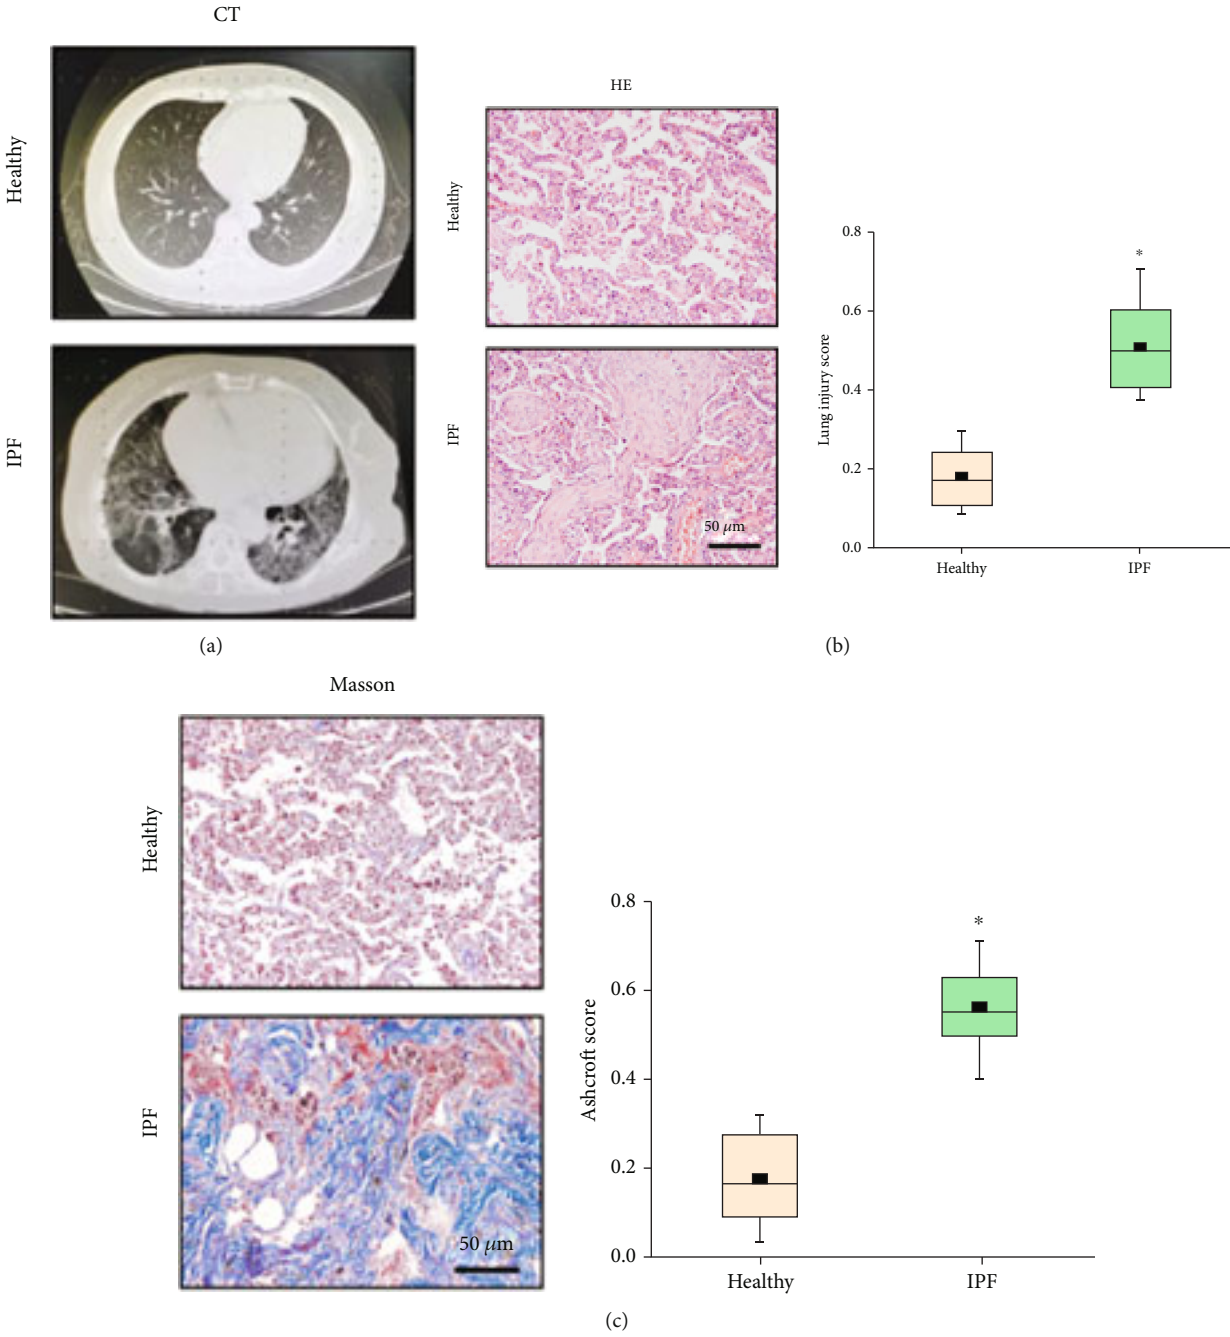 CT
Healthy
IPF
(a)
HE
Healthy
IPF
50 μm
Lung injury score
0.8
0.6
0.4
0.2
0.0
*
Healthy IPF
(b)
Masson
Healthy
IPF
50 μm
Ashcroft score
0.8
0.6
0.4
0.2
0.0
*
Healthy IPF
(c)